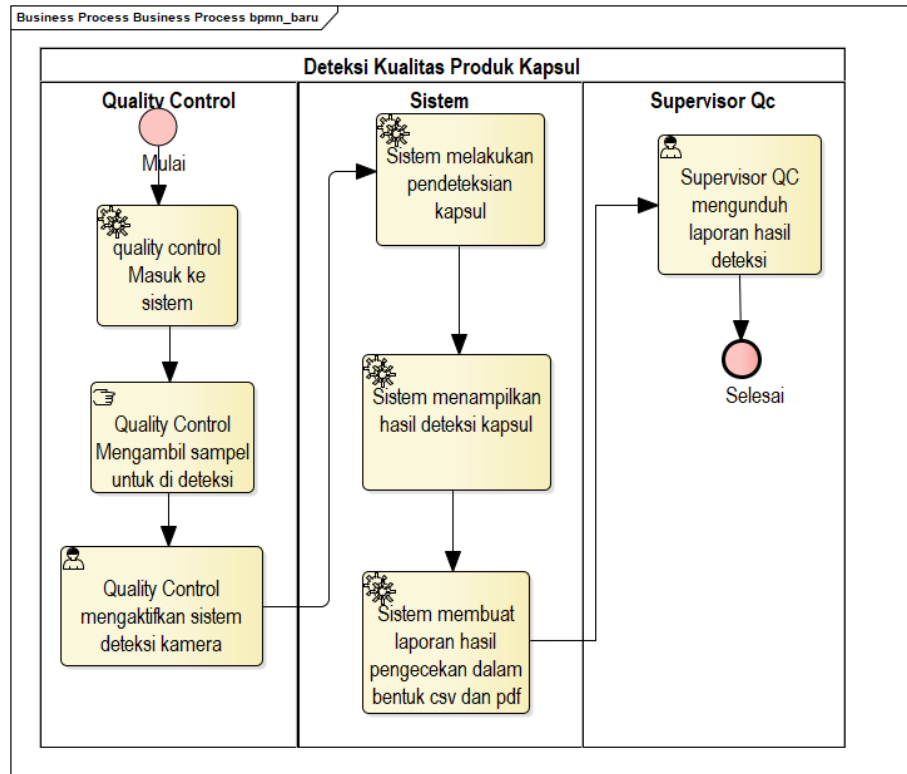 Business Process Business Process bpmn_baru
Deteksi Kualitas Produk Kapsul
Quality Control
Mulai
quality control
Masuk ke
sistem
Quality Control
Mengambil sampel
untuk di deteksi
Quality Control
mengaktifkan sistem
deteksi kamera
Sistem
Sistem melakukan
pendeteksian
kapsul
Sistem menampilkan
hasil deteksi kapsul
Sistem membuat
laporan hasil
pengecekan dalam
bentuk csv dan pdf
Supervisor Qc
Supervisor QC
mengunduh
laporan hasil
deteksi
Selesai